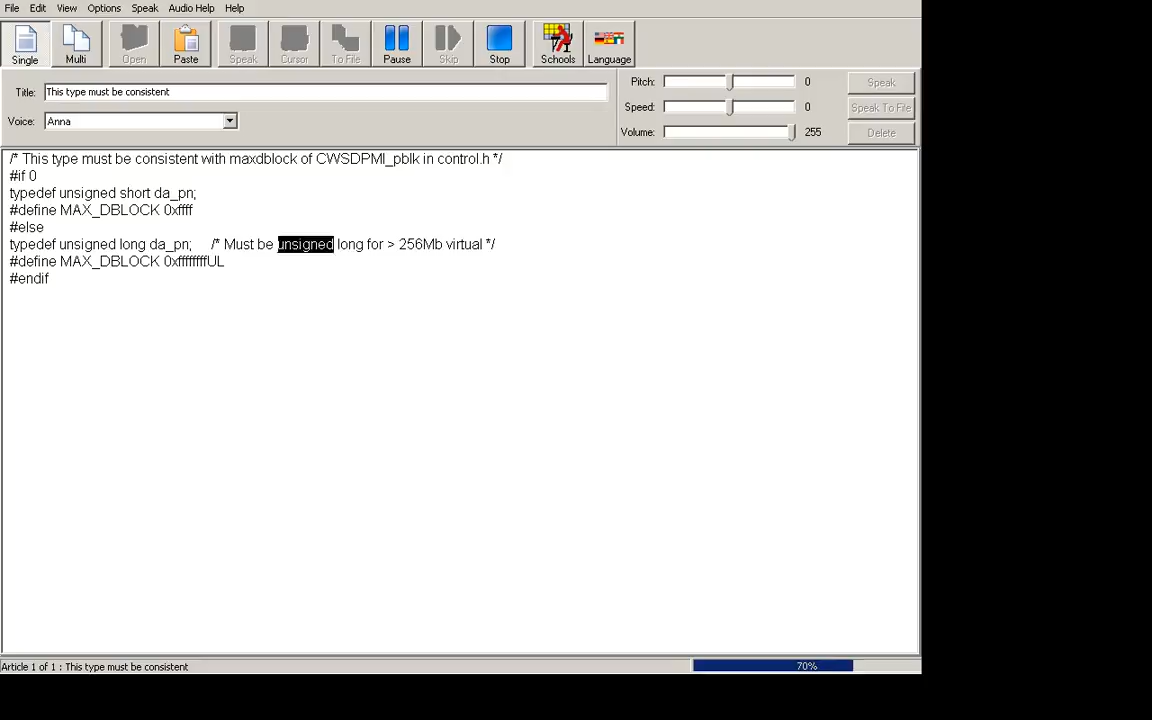 File Edit View Options Speak Audio Help Help
Single Multi Open Paste Speak Cursor To File Pause Skip Stop Schools Language
Title: This type must be consistent
Voice: Anna
Pitch: 0
Speed: 0
Volume: 255
Speak
Speak To File
Delete
/* This type must be consistent with maxdblock of CWSDPMI_pblk in control.h */
#if 0
typedef unsigned short da_pn;
#define MAX_DBLOCK 0xffff
#else
typedef unsigned long da_pn; /* Must be unsigned long for > 256Mb virtual */
#define MAX_DBLOCK 0xffffffffUL
#endif
Article 1 of 1 : This type must be consistent 70%